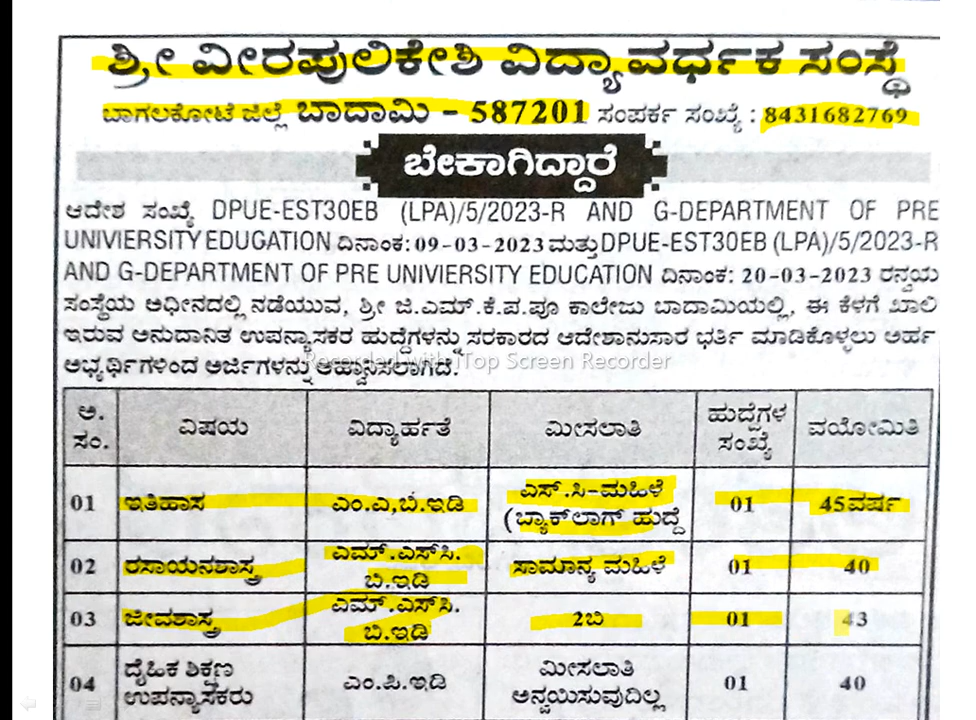 ಶ್ರೀ ವೀರಪುಲಿಕೇಶಿ ವಿದ್ಯಾವರ್ಧಕ ಸಂಸ್ಥೆ
ಬಾಗಲಕೋಟೆ ಜಿಲ್ಲೆ ಬಾದಾಮಿ - 587201 ಸಂಪರ್ಕ ಸಂಖ್ಯೆ : 8431682769
ಬೇಕಾಗಿದ್ದಾರೆ
ಆದೇಶ ಸಂಖ್ಯೆ DPUE-EST30EB (LPA)/5/2023-R AND G-DEPARTMENT OF PRE
UNIVIERSITY EDUGATION ದಿನಾಂಕ: 09-03-2023 ಮತ್ತು DPUE-EST30EB (LPA)/5/2023-R
AND G-DEPARTMENT OF PRE UNIVIERSITY EDUCATION ದಿನಾಂಕ: 20-03-2023 ರನ್ವಯ
ಸಂಸ್ಥೆಯ ಅಧೀನದಲ್ಲಿ ನಡೆಯುವ, ಶ್ರೀ ಜಿ.ಎಮ್.ಕೆ.ಪ.ಪೂ ಕಾಲೇಜು ಬಾದಾಮಿಯಲ್ಲಿ, ಈ ಕೆಳಗೆ ಖಾಲಿ
ಇರುವ ಅನುದಾನಿತ ಉಪನ್ಯಾಸಕರ ಹುದ್ದೆಗಳನ್ನು ಸರಕಾರದ ಆದೇಶಾನುಸಾರ ಭರ್ತಿ ಮಾಡಿಕೊಳ್ಳಲು ಅರ್ಹ
Recorded with iTop Screen Recorder
ಅಭ್ಯರ್ಥಿಗಳಿಂದ ಅರ್ಜಿಗಳನ್ನು ಆಹ್ವಾನಿಸಲಾಗಿದೆ.
ಅ. ಸಂ. ವಿಷಯ ವಿದ್ಯಾರ್ಹತೆ ಮೀಸಲಾತಿ ಹುದ್ದೆಗಳ ಸಂಖ್ಯೆ ವಯೋಮಿತಿ
01 ಇತಿಹಾಸ ಎಂ.ಎ,ಬಿ.ಇಡಿ ಎಸ್.ಸಿ-ಮಹಿಳೆ (ಬ್ಯಾಕ್‌ಲಾಗ್ ಹುದ್ದೆ 01 45ವರ್ಷ
02 ರಸಾಯನಶಾಸ್ತ್ರ ಎಮ್.ಎಸ್‌ಸಿ. ಬಿ.ಇಡಿ ಸಾಮಾನ್ಯ ಮಹಿಳೆ 01 40
03 ಜೀವಶಾಸ್ತ್ರ ಎಮ್.ಎಸ್‌ಸಿ. ಬಿ.ಇಡಿ 2ಬಿ 01 43
04 ದೈಹಿಕ ಶಿಕ್ಷಣ ಉಪನ್ಯಾಸಕರು ಎಂ.ಪಿ.ಇಡಿ ಮೀಸಲಾತಿ ಅನ್ವಯಿಸುವುದಿಲ್ಲ 01 40